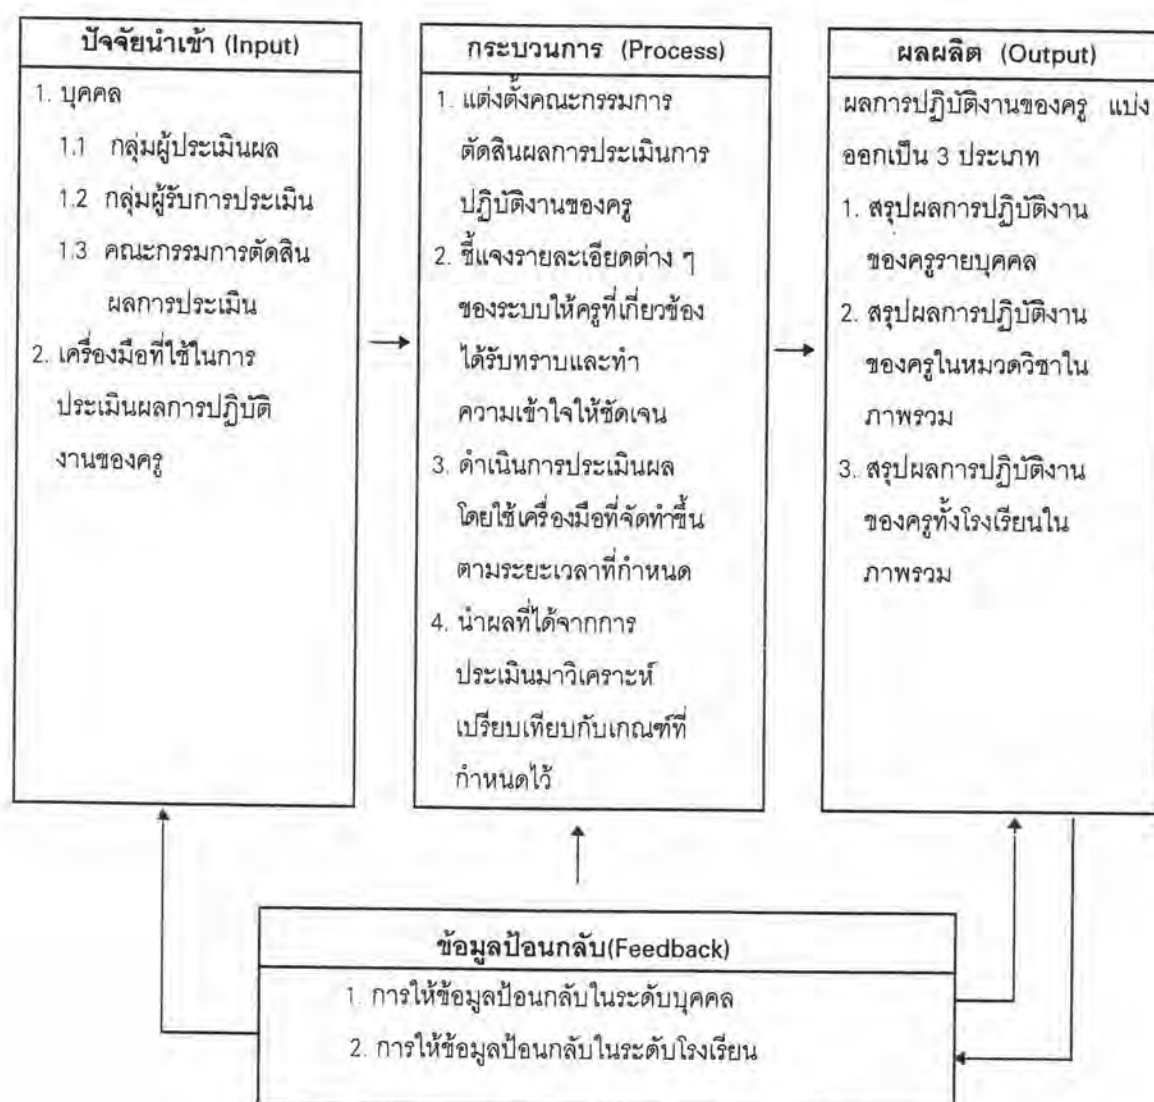 ปัจจัยนำเข้า (Input)
1. บุคคล
1.1 กลุ่มผู้ประเมินผล
1.2 กลุ่มผู้รับการประเมิน
1.3 คณะกรรมการตัดสิน
ผลการประเมิน
2. เครื่องมือที่ใช้ในการ
ประเมินผลการปฏิบัติ
งานของครู
กระบวนการ (Process)
1. แต่งตั้งคณะกรรมการ
ตัดสินผลการประเมินการ
ปฏิบัติงานของครู
2. ชี้แจงรายละเอียดต่าง ๆ
ของระบบให้ครูที่เกี่ยวข้อง
ได้รับทราบและทำ
ความเข้าใจให้ชัดเจน
3. ดำเนินการประเมินผล
โดยใช้เครื่องมือที่จัดทำขึ้น
ตามระยะเวลาที่กำหนด
4. นำผลที่ได้จากการ
ประเมินมาวิเคราะห์
เปรียบเทียบกับเกณฑ์ที่
กำหนดไว้
ผลผลิต (Output)
ผลการปฏิบัติงานของครู แบ่ง
ออกเป็น 3 ประเภท
1. สรุปผลการปฏิบัติงาน
ของครูรายบุคคล
2. สรุปผลการปฏิบัติงาน
ของครูในหมวดวิชาใน
ภาพรวม
3. สรุปผลการปฏิบัติงาน
ของครูทั้งโรงเรียนใน
ภาพรวม
ข้อมูลป้อนกลับ(Feedback)
1. การให้ข้อมูลป้อนกลับในระดับบุคคล
2. การให้ข้อมูลป้อนกลับในระดับโรงเรียน